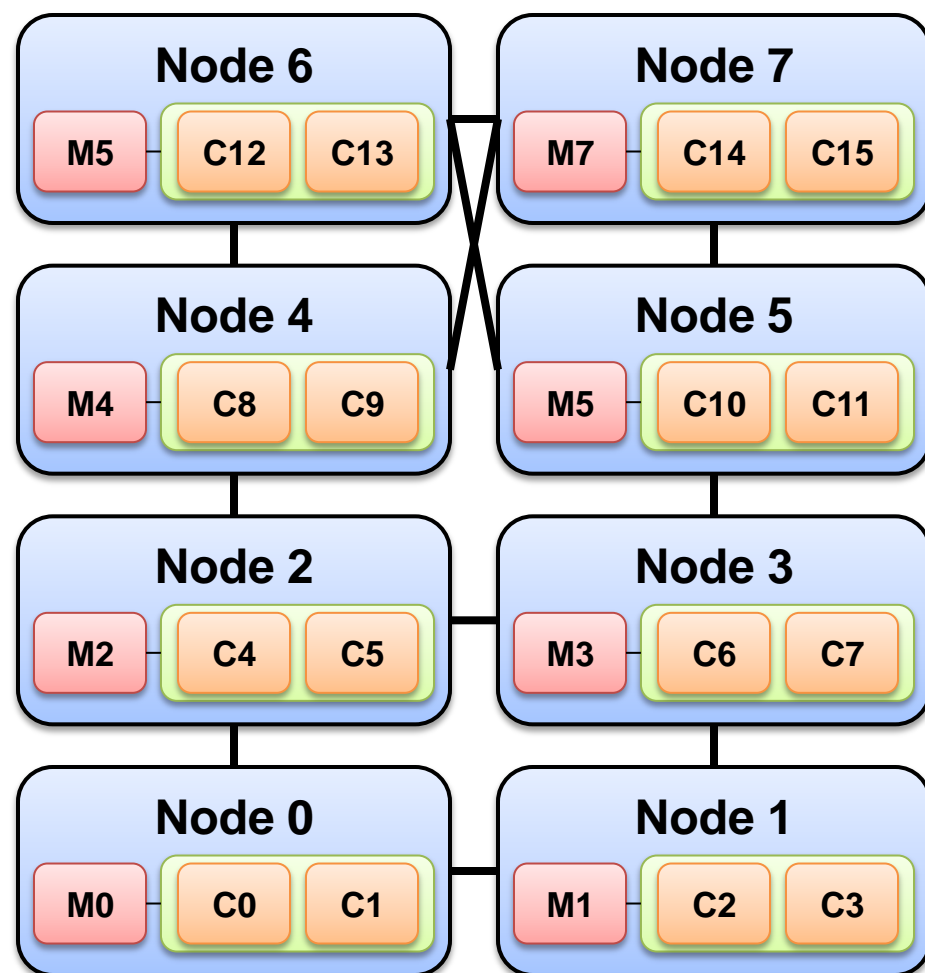 Node 6
M5 C12 C13
Node 7
M7 C14 C15
Node 4
M4 C8 C9
Node 5
M5 C10 C11
Node 2
M2 C4 C5
Node 3
M3 C6 C7
Node 0
M0 C0 C1
Node 1
M1 C2 C3